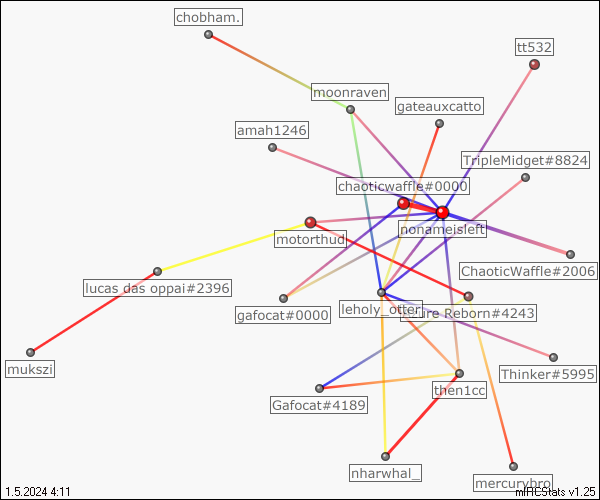 chobham.
tt532
moonraven
gateauxcatto
amah1246
TripleMidget#8824
chaoticwaffle#0000
nonameisleft
motorthud
ChaoticWaffle#2006
lucas das oppai#2396
gafocat#0000
leholy_otter
Reborn#4243
mukszi
Thinker#5995
then1cc
Gafocat#4189
nharwhal_
mercurybro
1.5.2024 4:11
mIRCStats v1.25